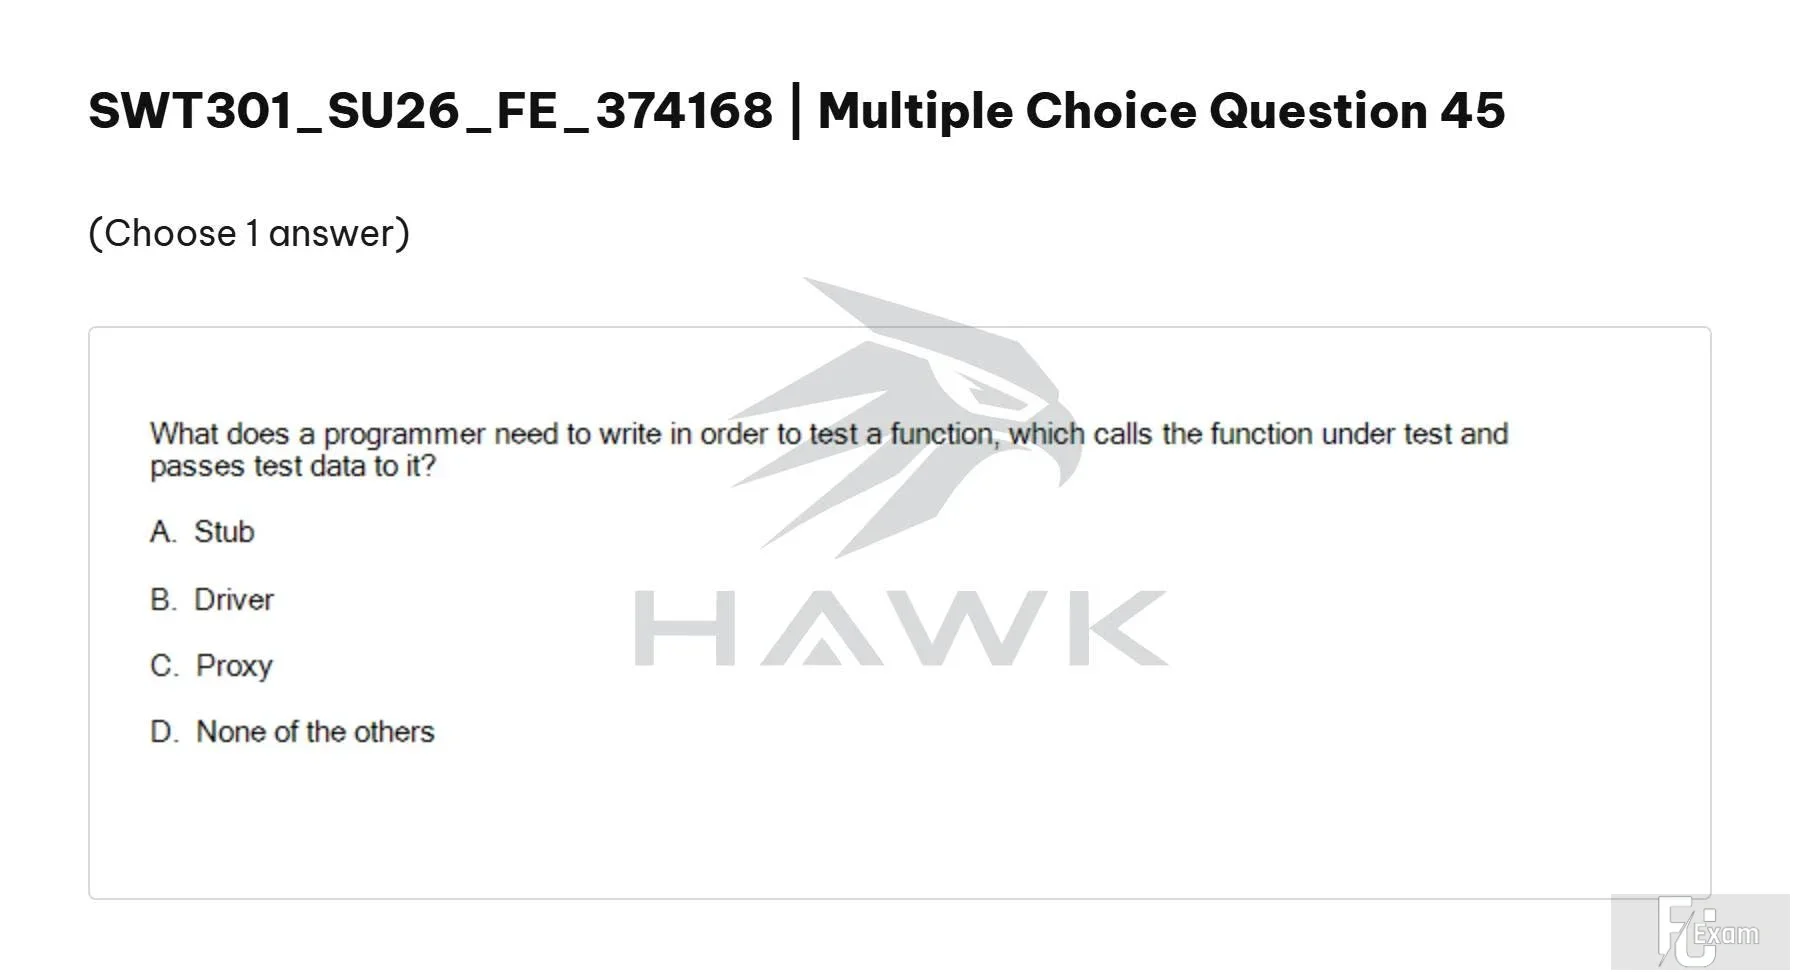 SWT301_SU26_FE_374168 | Multiple Choice Question 45
(Choose 1 answer)
What does a programmer need to write in order to test a function, which calls the function under test and
passes test data to it?
A. Stub
B. Driver
C. Proxy
D. None of the others
HAWK
FU Exam